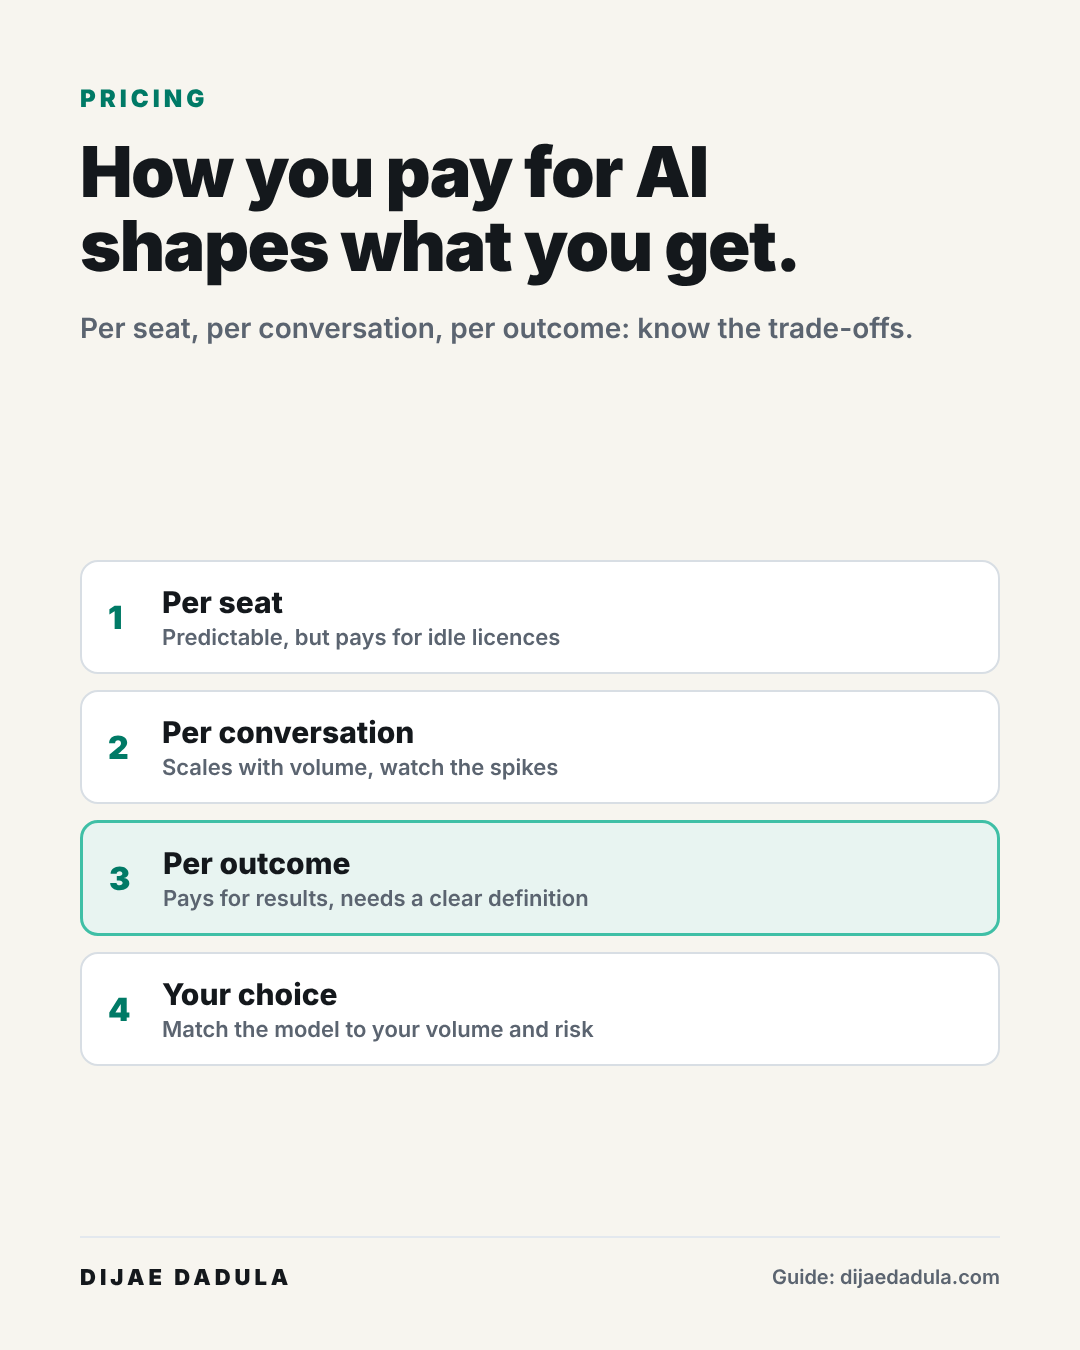 PRICING
How you pay for AI
shapes what you get.
Per seat, per conversation, per outcome: know the trade-offs.
1
Per seat
Predictable, but pays for idle licences
2
Per conversation
Scales with volume, watch the spikes
3
Per outcome
Pays for results, needs a clear definition
4
Your choice
Match the model to your volume and risk
DIJAE DADULA
Guide: dijaedadula.com